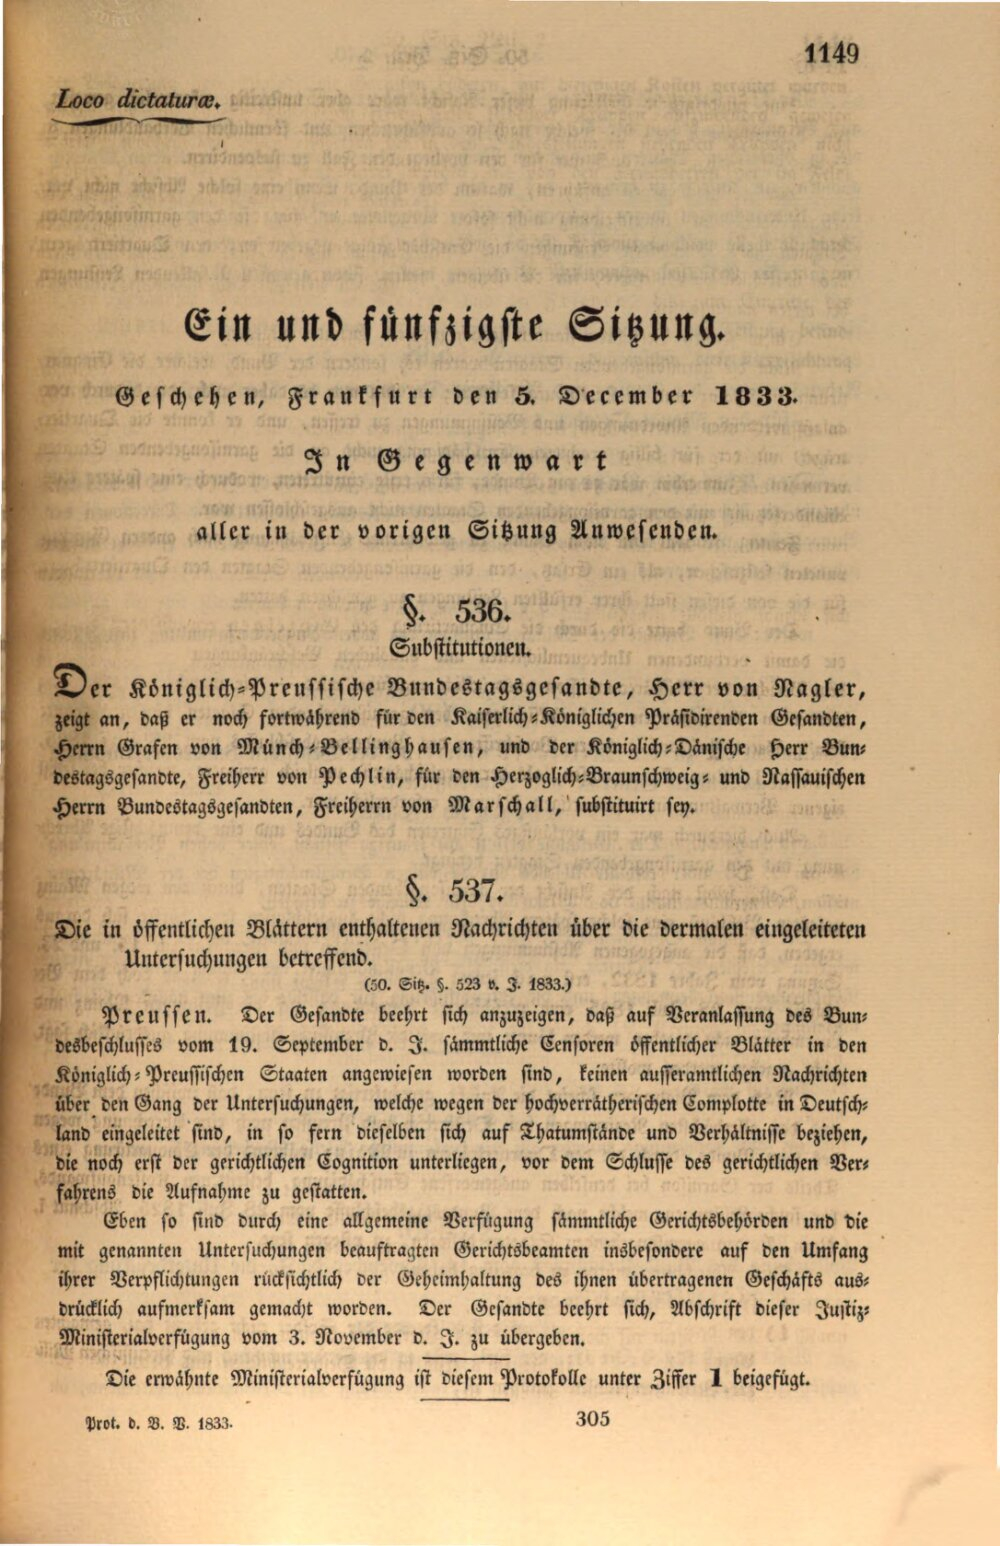 1149
Loco dictaturæ.
Ein und fünfzigste Sitzung.
Geschehen, Frankfurt den 5. December 1833.
In Gegenwart
aller in der vorigen Sitzung Anwesenden.
§. 536.
Substitutionen.
Der Königlich-Preussische Bundestagsgesandte, Herr von Nagler,
zeigt an, daß er noch fortwährend für den Kaiserlich-Königlichen Präsidirenden Gesandten,
Herrn Grafen von Münch-Bellinghausen, und der Königlich-Dänische Herr Bun-
destagsgesandte, Freiherr von Pechlin, für den Herzoglich-Braunschweig- und Nassauischen
Herrn Bundestagsgesandten, Freiherrn von Marschall, substituirt sey.
§. 537.
Die in öffentlichen Blättern enthaltenen Nachrichten über die dermalen eingeleiteten
Untersuchungen betreffend.
(50. Sitz. §. 523 v. J. 1833.)
Preussen. Der Gesandte beehrt sich anzuzeigen, daß auf Veranlassung des Bun-
desbeschlusses vom 19. September d. J. sämmtliche Censoren öffentlicher Blätter in den
Königlich-Preussischen Staaten angewiesen worden sind, keinen ausseramtlichen Nachrichten
über den Gang der Untersuchungen, welche wegen der hochverrätherischen Complotte in Deutsch-
land eingeleitet sind, in so fern dieselben sich auf Thatumstände und Verhältnisse beziehen,
die noch erst der gerichtlichen Cognition unterliegen, vor dem Schlusse des gerichtlichen Ver-
fahrens die Aufnahme zu gestatten.
Eben so sind durch eine allgemeine Verfügung sämmtliche Gerichtsbehörden und die
mit genannten Untersuchungen beauftragten Gerichtsbeamten insbesondere auf den Umfang
ihrer Verpflichtungen rücksichtlich der Geheimhaltung des ihnen übertragenen Geschäfts aus-
drücklich aufmerksam gemacht worden. Der Gesandte beehrt sich, Abschrift dieser Justiz-
Ministerialverfügung vom 3. November d. J. zu übergeben.
Die erwähnte Ministerialverfügung ist diesem Protokolle unter Ziffer 1 beigefügt.
Prot. d. B. V. 1833.
305